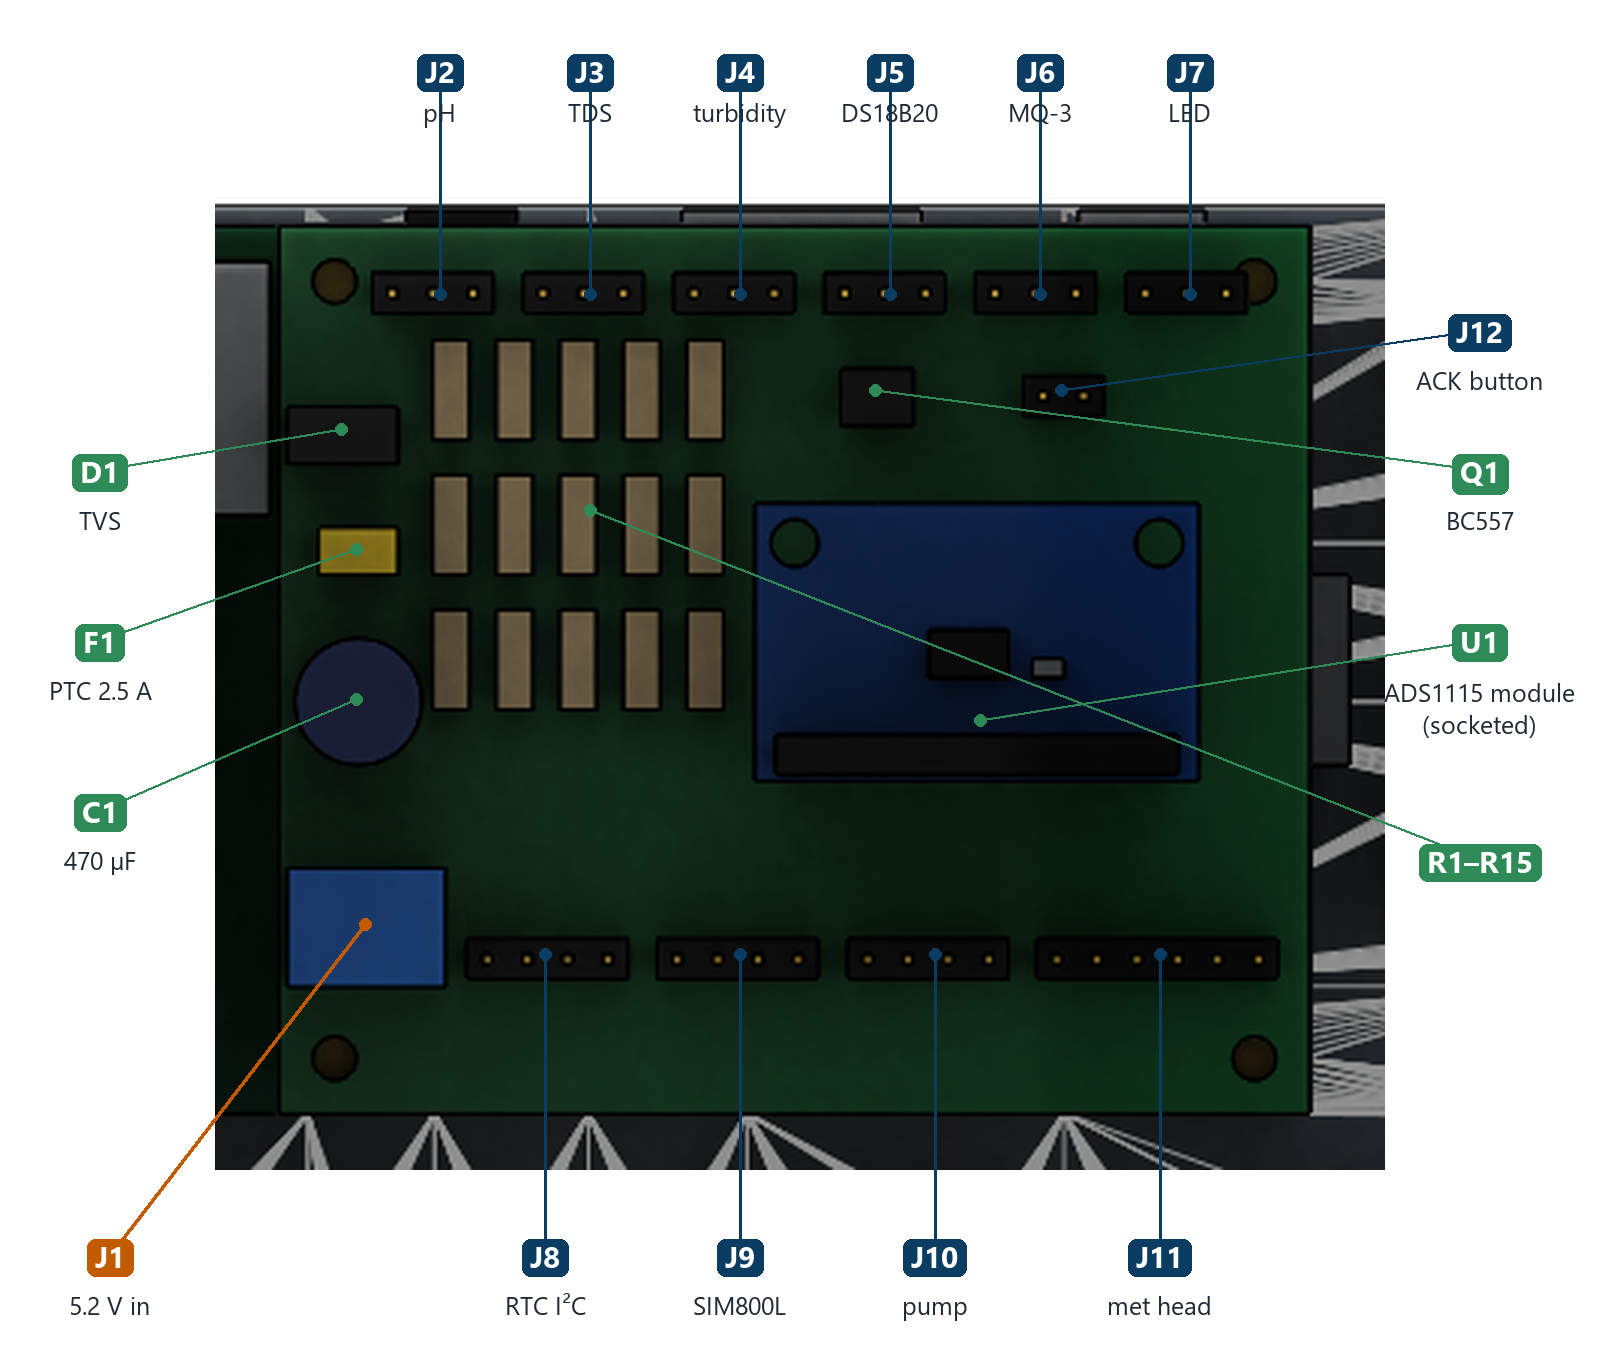 J2
pH
J3
TDS
J4
turbidity
J5
DS18B20
J6
MQ-3
J7
LED
J12
ACK button
D1
TVS
Q1
BC557
F1
PTC 2.5 A
U1
ADS1115 module
(socketed)
C1
470 µF
R1–R15
J1
5.2 V in
J8
RTC I²C
J9
SIM800L
J10
pump
J11
met head